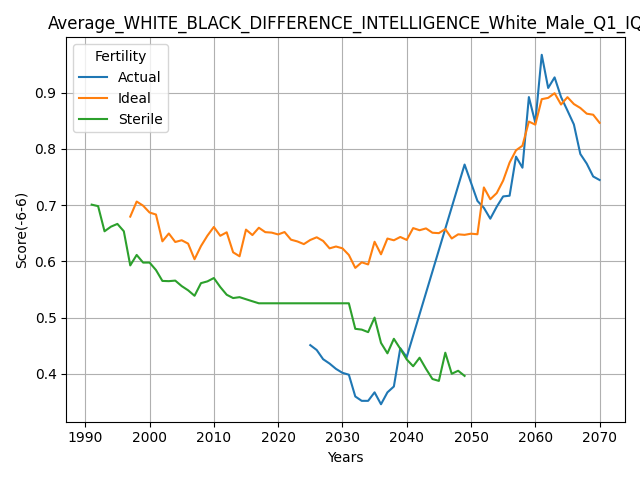 Average_WHITE_BLACK_DIFFERENCE_INTELLIGENCE_White_Male_Q1_IQ
Fertility
Actual
Ideal
Sterile
Score(-6-6)
0.9
0.8
0.7
0.6
0.5
0.4
1990 2000 2010 2020 2030 2040 2050 2060 2070
Years